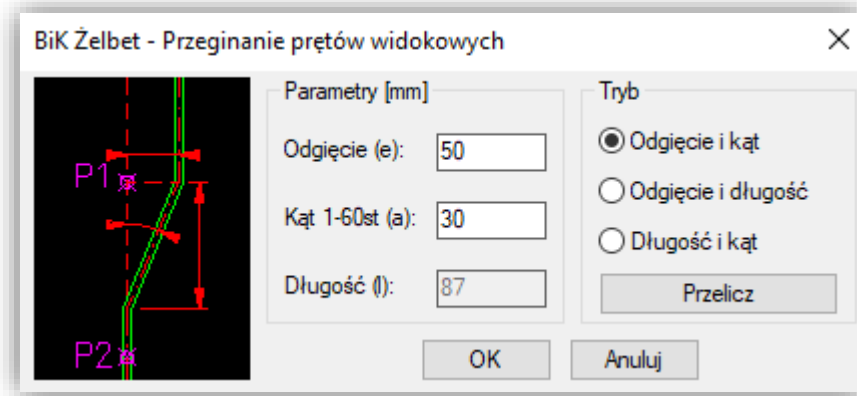 BiK Żelbet - Przeginanie prętów widokowych
P1
P2
Parametry [mm]
Odgięcie (e): 50
Kąt 1-60st (a): 30
Długość (l): 87
Tryb
Odgięcie i kąt
Odgięcie i długość
Długość i kąt
Przelicz
OK
Anuluj